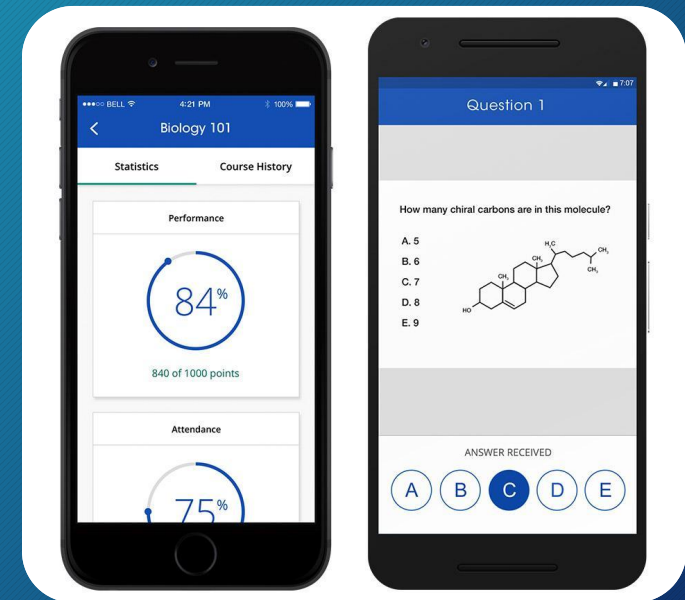 ●●●○○ BELL 4:21 PM 100%
Biology 101
Statistics Course History
Performance
84%
840 of 1000 points
Attendance
75%
7:07
Question 1
How many chiral carbons are in this molecule?
A. 5
B. 6
C. 7
D. 8
E. 9
H₃C
CH₃
CH₃
CH₃
CH₃
HO
ANSWER RECEIVED
A B C D E